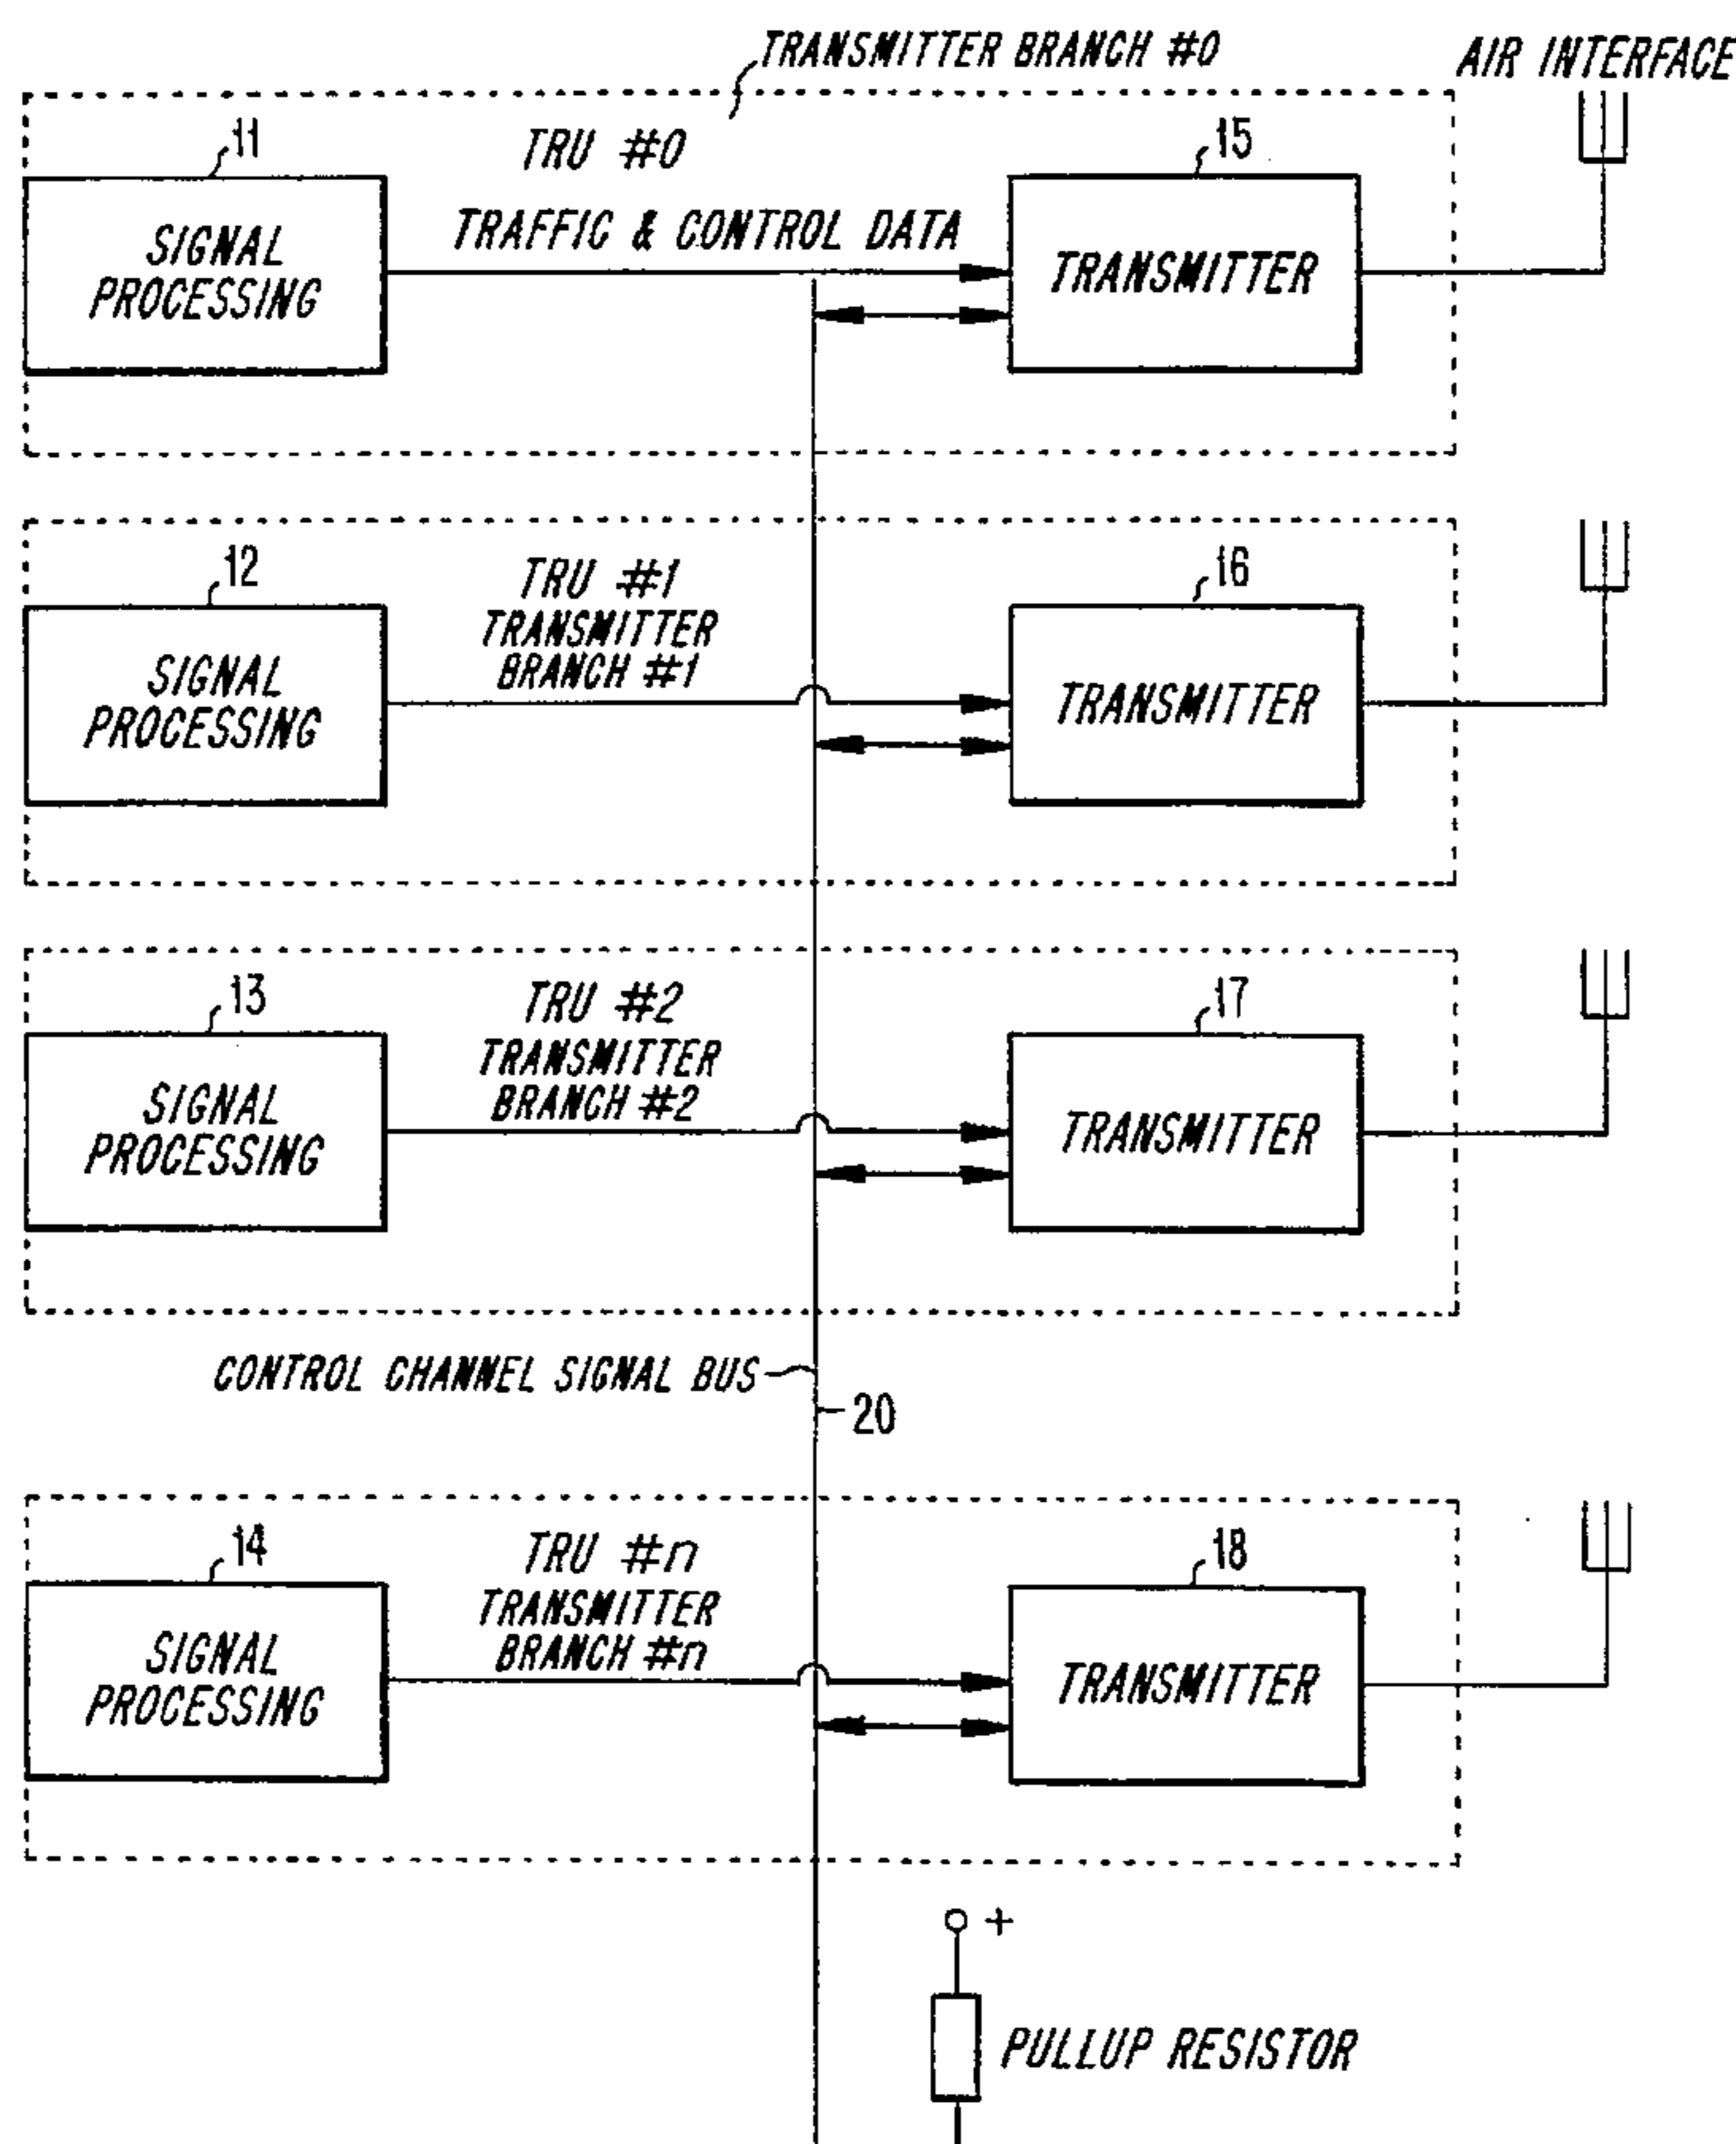 TRANSMITTER BRANCH #0
AIR INTERFACE
11
TRU #0
15
TRAFFIC & CONTROL DATA
SIGNAL
PROCESSING
TRANSMITTER
12
TRU #1
TRANSMITTER
BRANCH #1
16
SIGNAL
PROCESSING
TRANSMITTER
13
TRU #2
TRANSMITTER
BRANCH #2
17
SIGNAL
PROCESSING
TRANSMITTER
CONTROL CHANNEL SIGNAL BUS
20
14
TRU #n
TRANSMITTER
BRANCH #n
18
SIGNAL
PROCESSING
TRANSMITTER
+
PULLUP RESISTOR